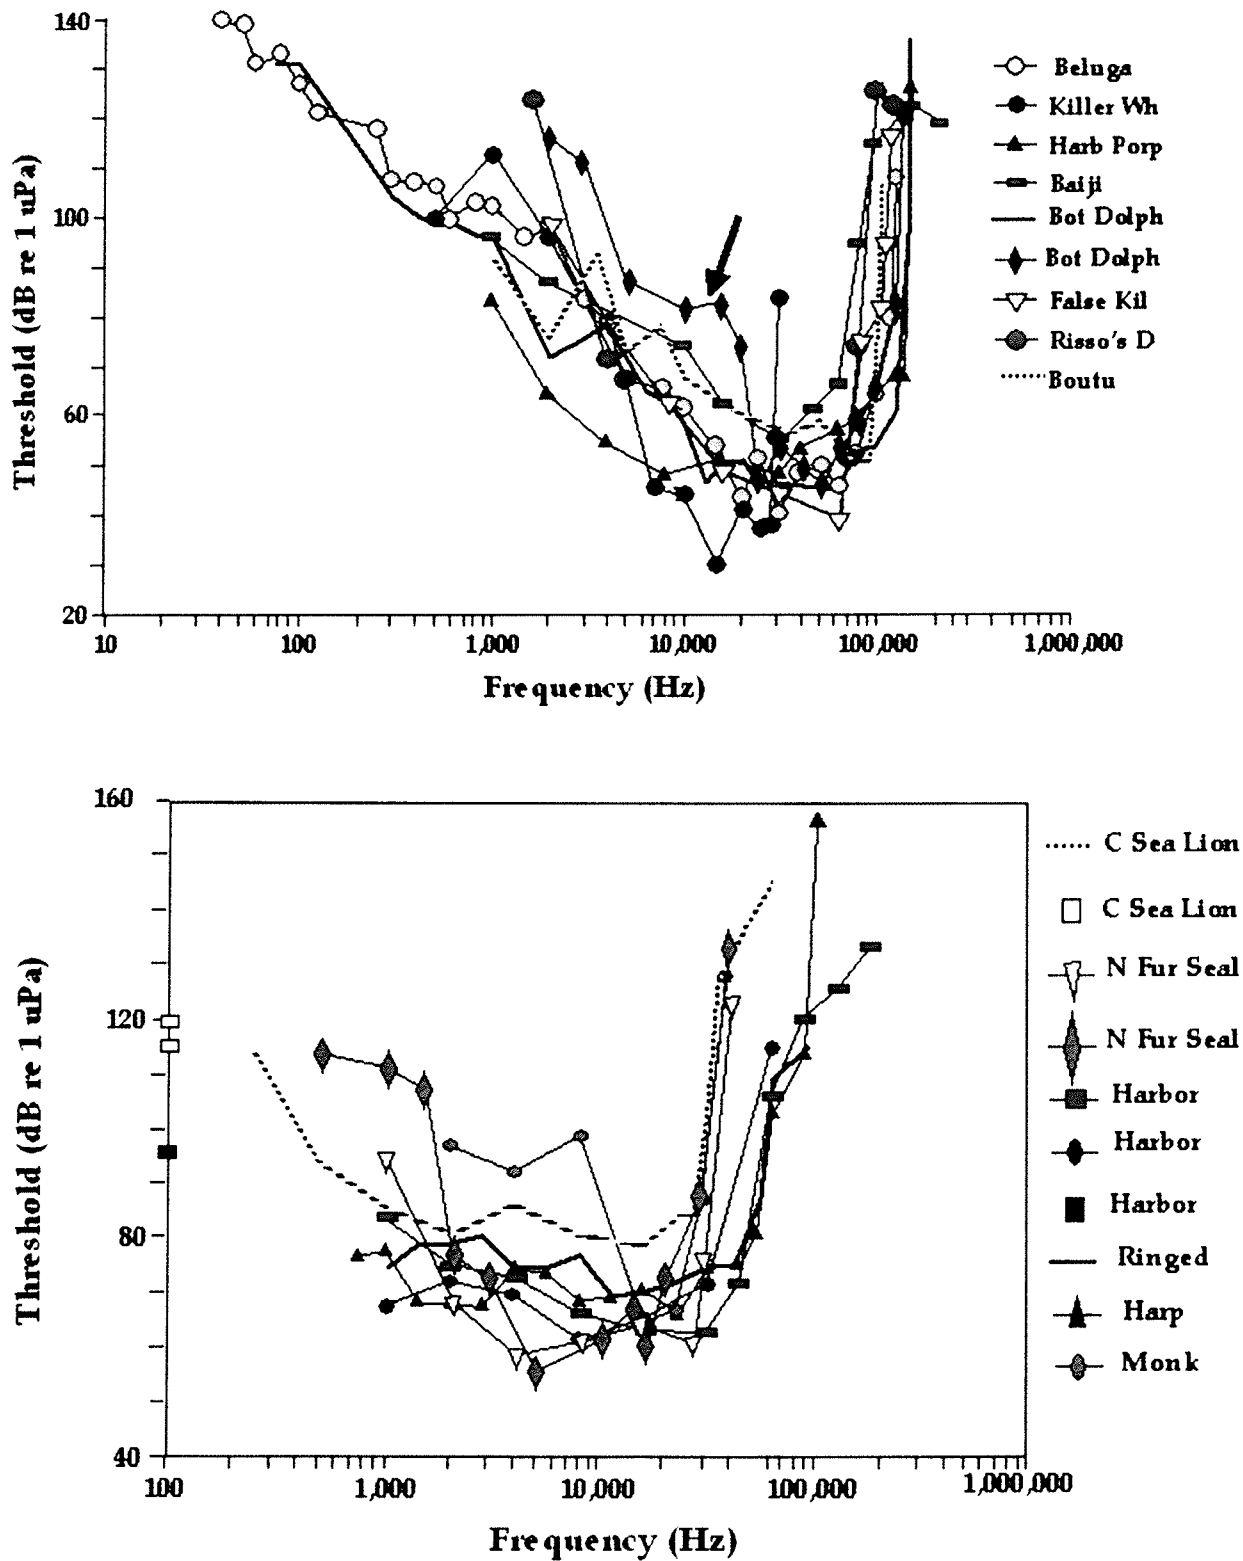 140
100
60
20
Threshold (dB re 1 uPa)
10
100
1,000
10,000
100,000
1,000,000
Frequency (Hz)
Beluga
Killer Wh
Harb Porp
Baiji
Bot Dolph
Bot Dolph
False Kil
Risso's D
Boutu
160
120
80
40
Threshold (dB re 1 uPa)
100
1,000
10,000
100,000
1,000,000
Frequency (Hz)
C Sea Lion
C Sea Lion
N Fur Seal
N Fur Seal
Harbor
Harbor
Harbor
Ringed
Harp
Monk